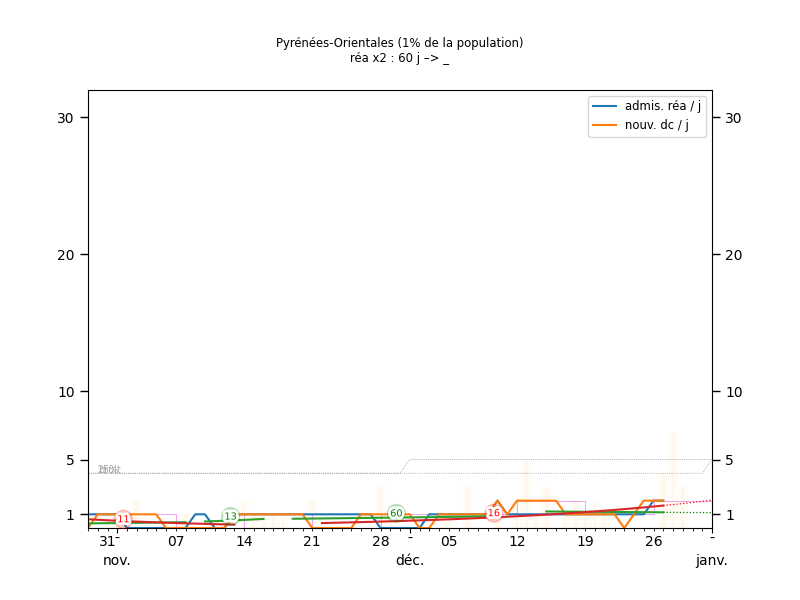 Pyrénées-Orientales (1% de la population)
réa x2 : 60 j –> _
admis. réa / j
nouv. dc / j
30 30
20 20
10 10
5 5
1 1
11 13 60 16
31 07 14 21 28 05 12 19 26
nov. déc. janv.